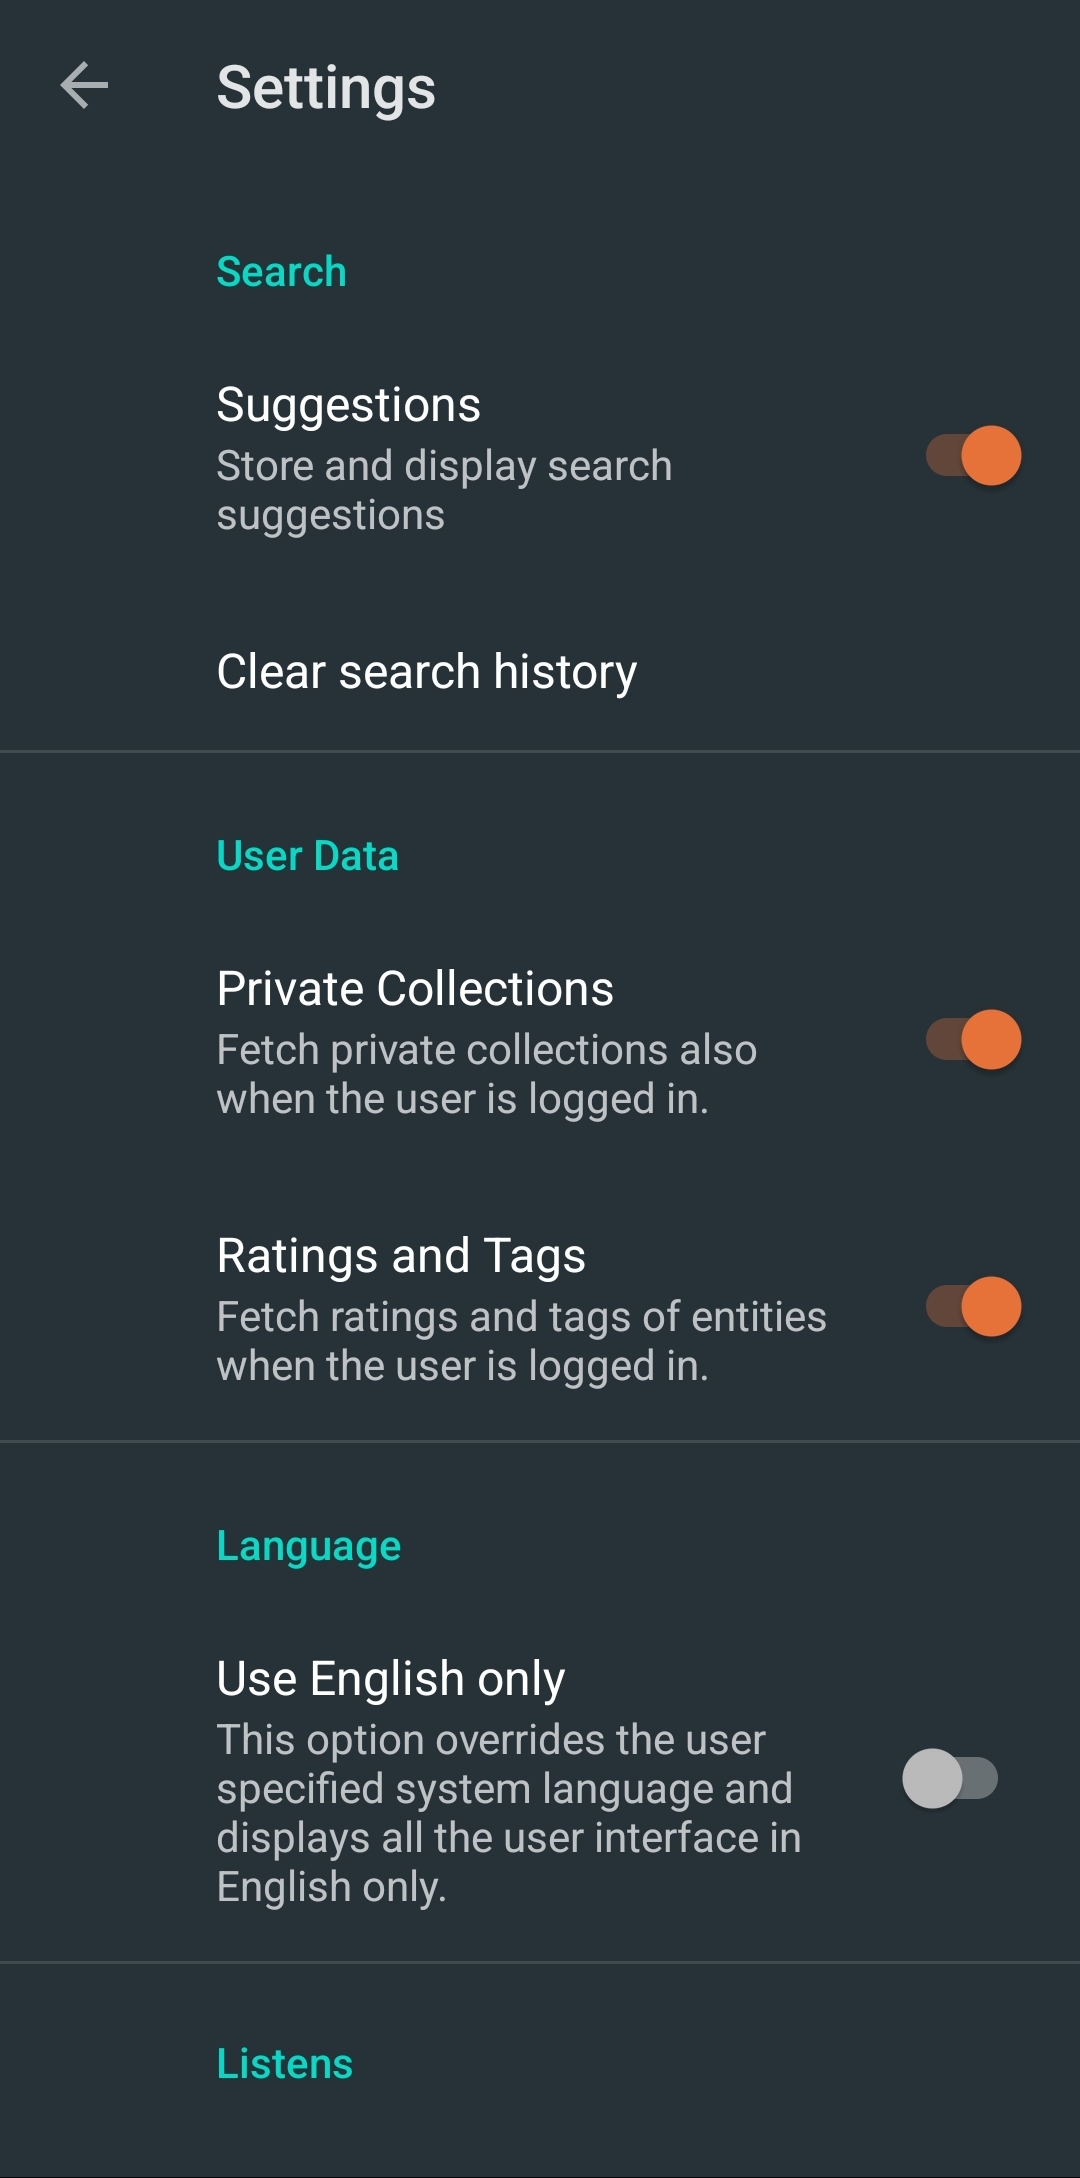 Settings
Search
Suggestions
Store and display search
suggestions
Clear search history
User Data
Private Collections
Fetch private collections also
when the user is logged in.
Ratings and Tags
Fetch ratings and tags of entities
when the user is logged in.
Language
Use English only
This option overrides the user
specified system language and
displays all the user interface in
English only.
Listens